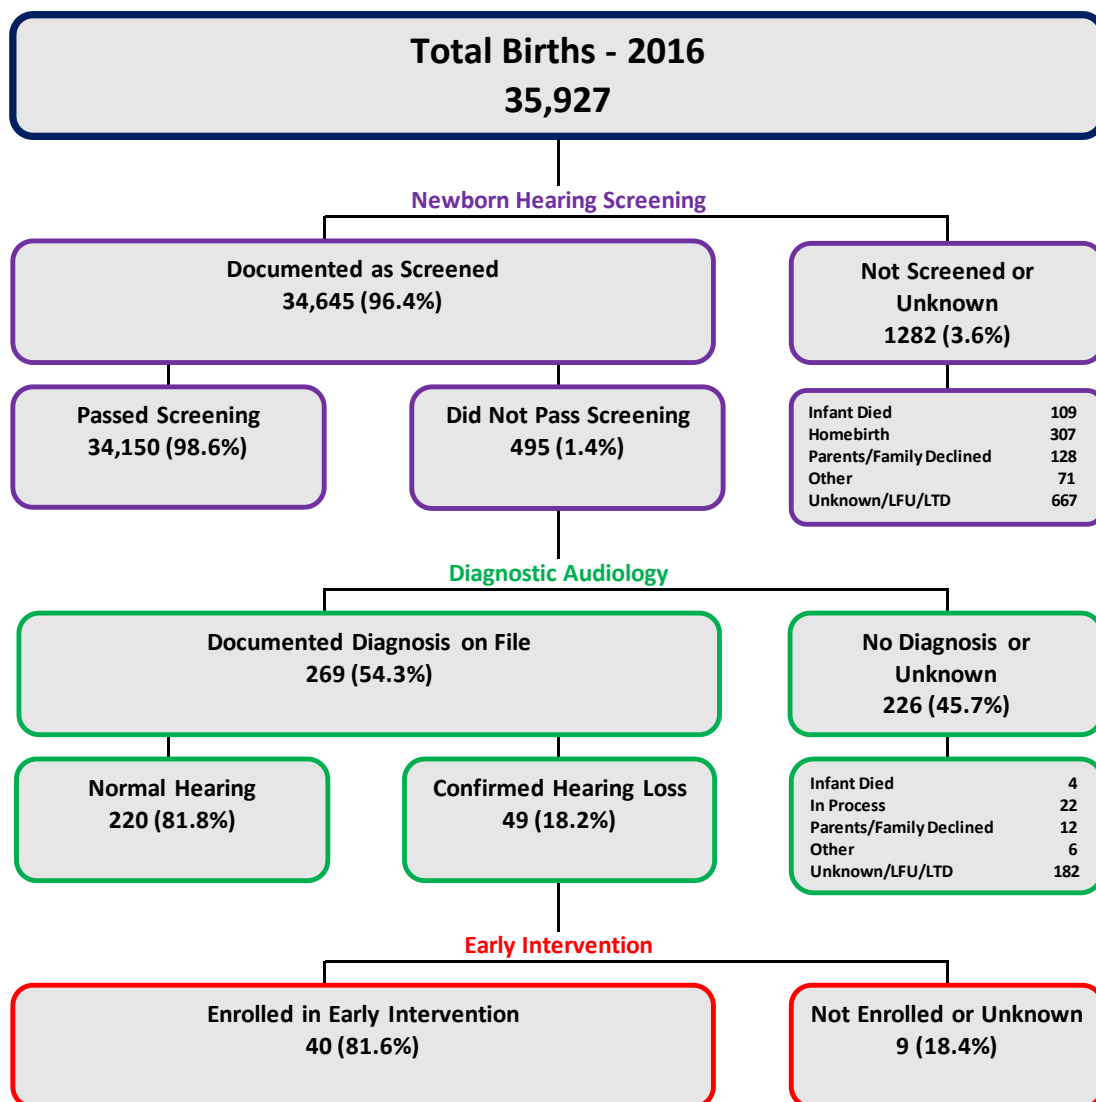 Total Births - 2016
35,927
Newborn Hearing Screening
Documented as Screened
34,645 (96.4%)
Not Screened or
Unknown
1282 (3.6%)
Passed Screening
34,150 (98.6%)
Did Not Pass Screening
495 (1.4%)
Infant Died 109
Homebirth 307
Parents/Family Declined 128
Other 71
Unknown/LFU/LTD 667
Diagnostic Audiology
Documented Diagnosis on File
269 (54.3%)
No Diagnosis or
Unknown
226 (45.7%)
Normal Hearing
220 (81.8%)
Confirmed Hearing Loss
49 (18.2%)
Infant Died 4
In Process 22
Parents/Family Declined 12
Other 6
Unknown/LFU/LTD 182
Early Intervention
Enrolled in Early Intervention
40 (81.6%)
Not Enrolled or Unknown
9 (18.4%)